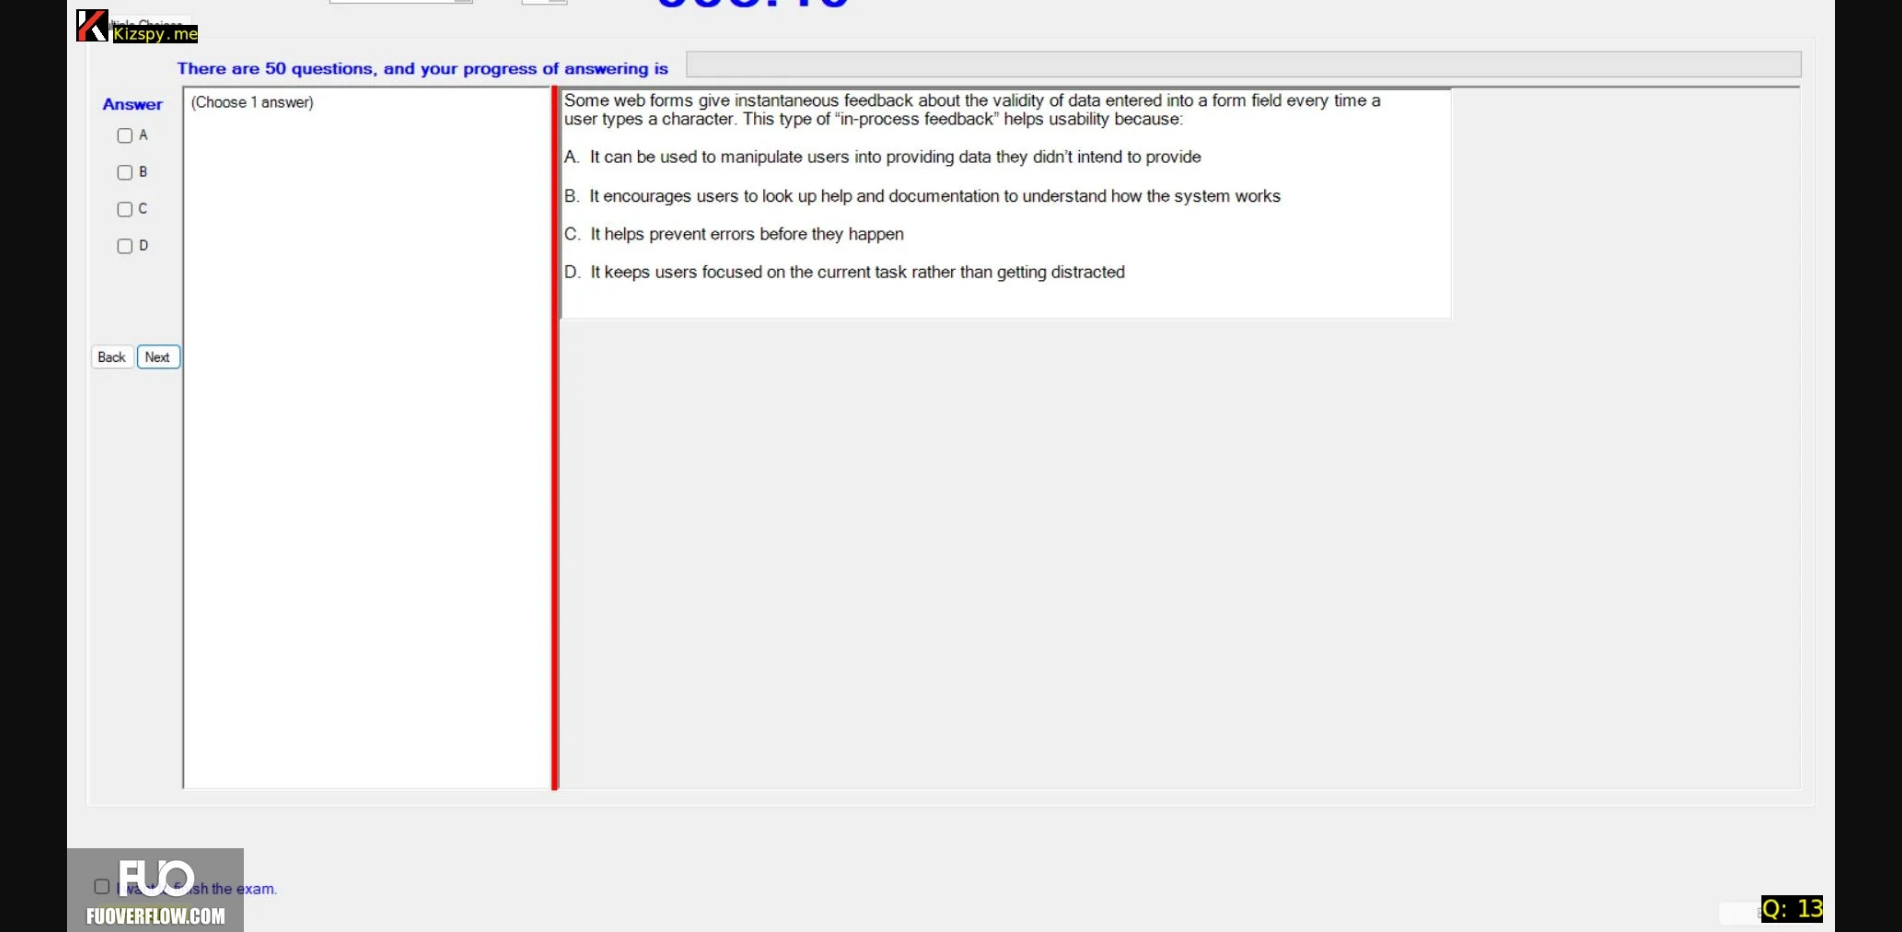 Kizspy.me
There are 50 questions, and your progress of answering is
Answer
(Choose 1 answer)
A
B
C
D
Back
Next
Some web forms give instantaneous feedback about the validity of data entered into a form field every time a
user types a character. This type of “in-process feedback” helps usability because:
A. It can be used to manipulate users into providing data they didn’t intend to provide
B. It encourages users to look up help and documentation to understand how the system works
C. It helps prevent errors before they happen
D. It keeps users focused on the current task rather than getting distracted
FUO
the exam.
FUOVERFLOW.COM
Q: 13